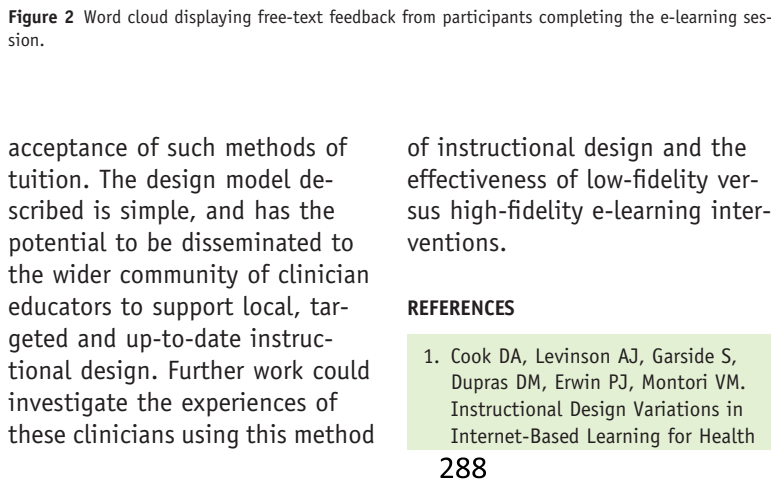 Figure 2 Word cloud displaying free-text feedback from participants completing the e-learning ses-
sion.
acceptance of such methods of
tuition. The design model de-
scribed is simple, and has the
potential to be disseminated to
the wider community of clinician
educators to support local, tar-
geted and up-to-date instruc-
tional design. Further work could
investigate the experiences of
these clinicians using this method
of instructional design and the
effectiveness of low-fidelity ver-
sus high-fidelity e-learning inter-
ventions.
REFERENCES
1. Cook DA, Levinson AJ, Garside S,
Dupras DM, Erwin PJ, Montori VM.
Instructional Design Variations in
Internet-Based Learning for Health
288